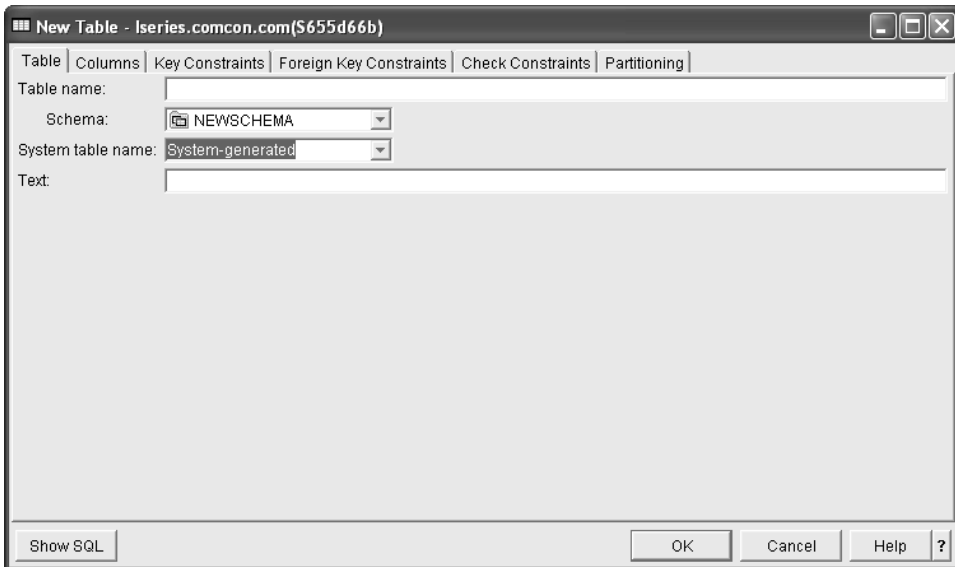 New Table - Iseries.comcon.com(S655d66b)
Table Columns Key Constraints Foreign Key Constraints Check Constraints Partitioning
Table name:
Schema: NEWSCHEMA
System table name: System-generated
Text:
Show SQL OK Cancel Help ?